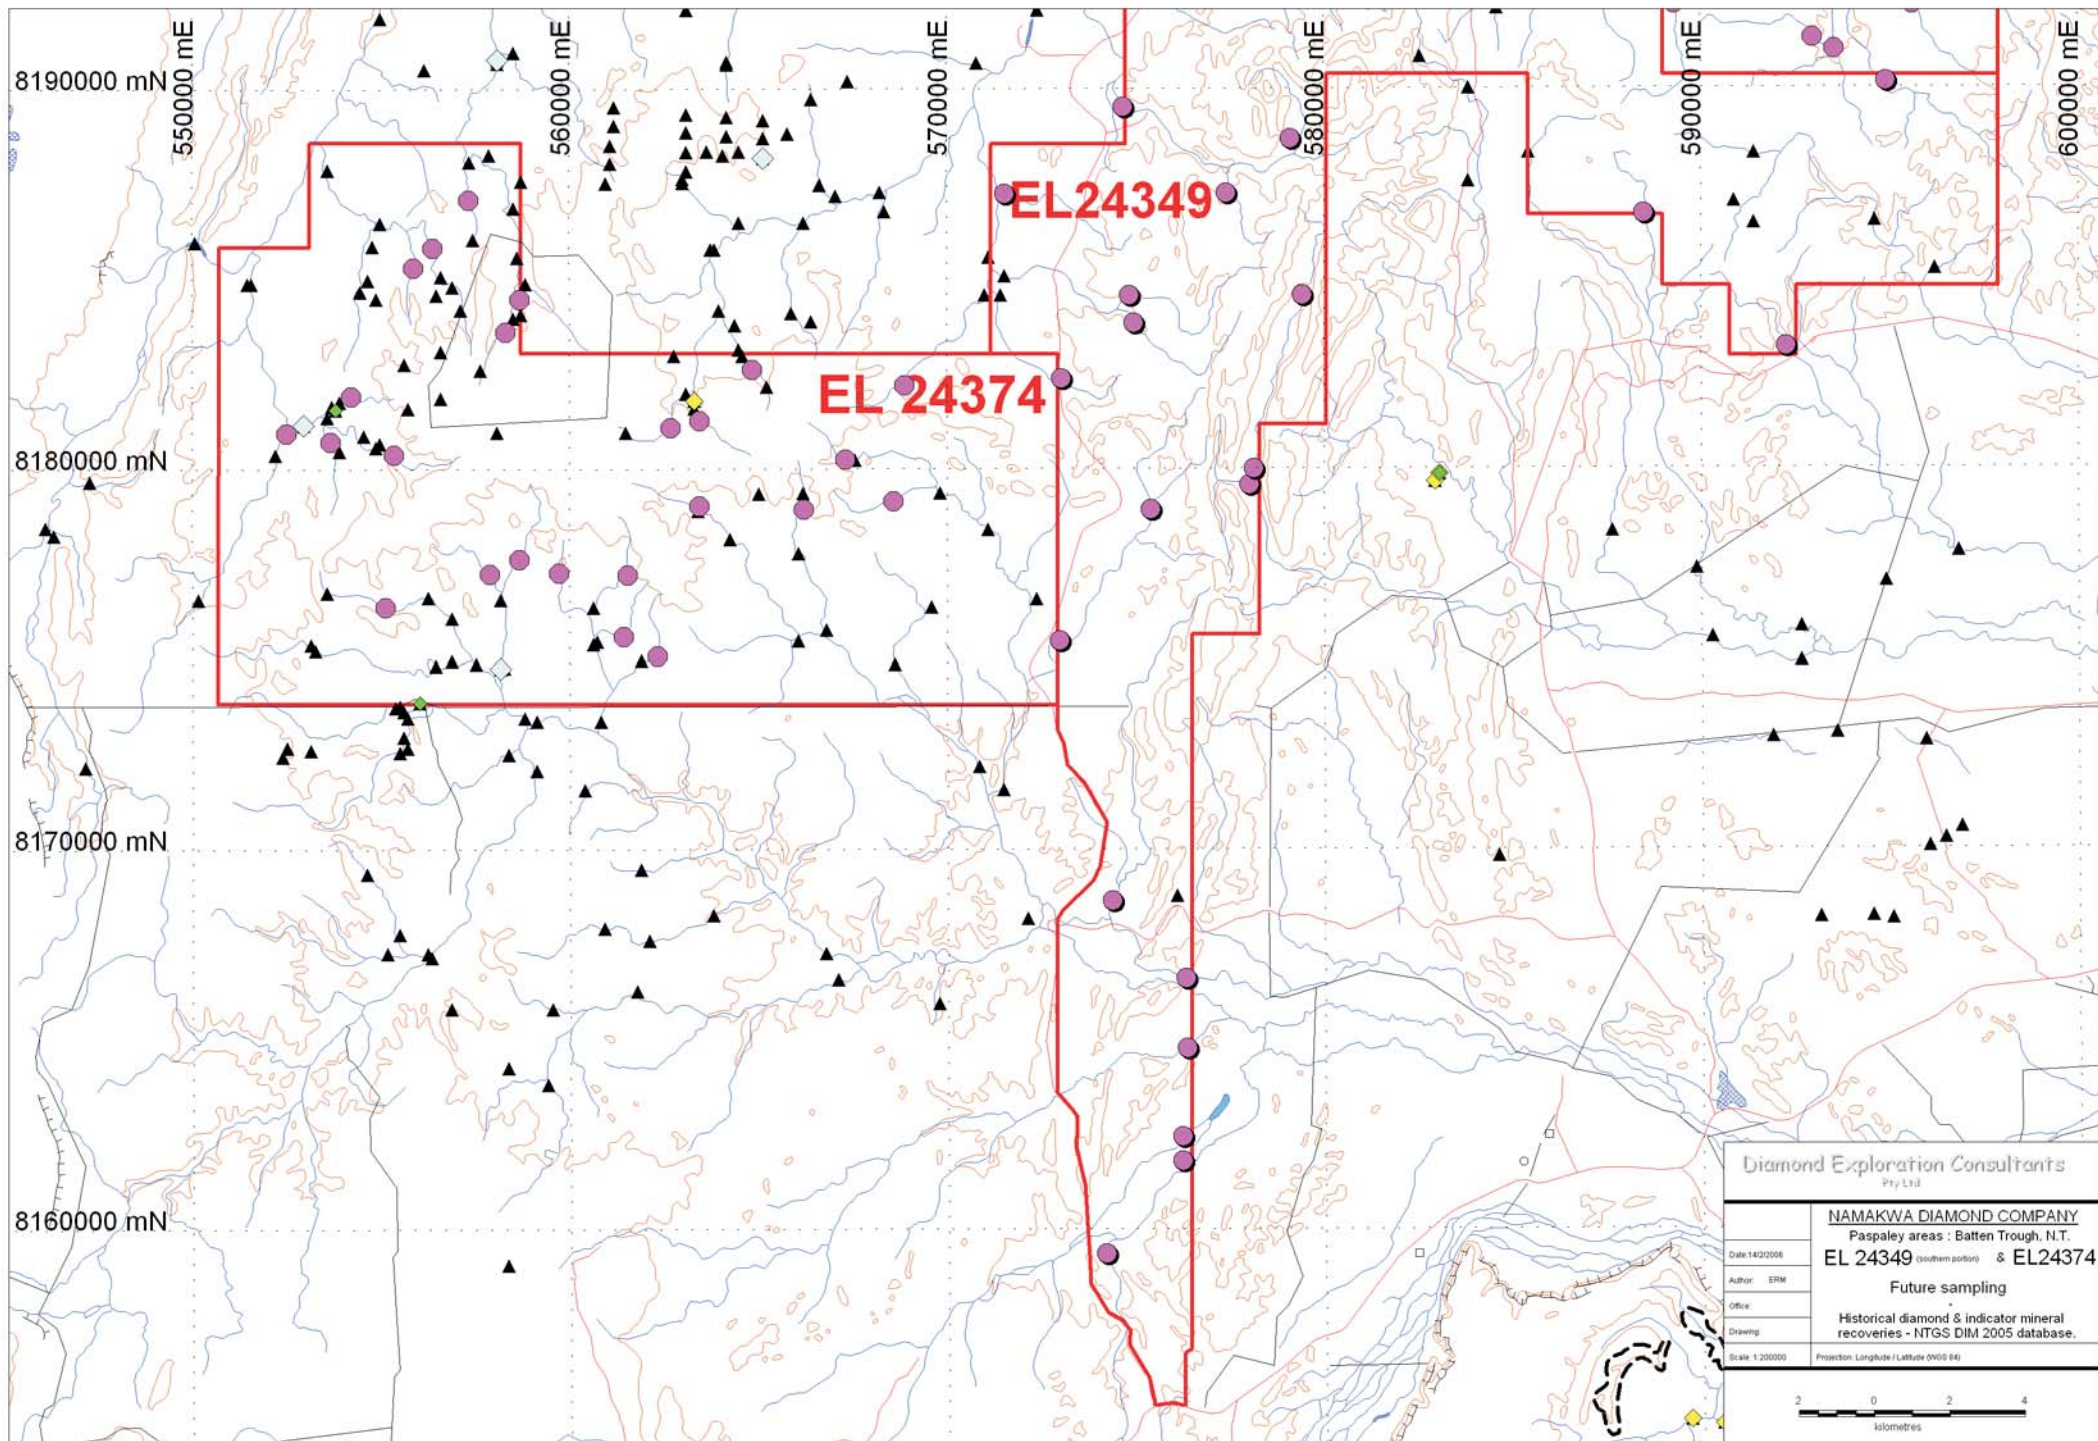 550000 mE
560000 mE
570000 mE
580000 mE
590000 mE
600000 mE
8190000 mN
EL24349
EL 24374
8180000 mN
8170000 mN
8160000 mN
Diamond Exploration Consultants
Pty Ltd
NAMAKWA DIAMOND COMPANY
Paspaley areas : Batten Trough, N.T.
Date:14/2/2006
EL 24349 (southern portion) & EL24374
Author: ERM
Future sampling
-
Office:
Historical diamond & indicator mineral
recoveries - NTGS DIM 2005 database.
Drawing:
Scale: 1:200000
Projection: Longitude / Latitude (WGS 84)
2 0 2 4
kilometres